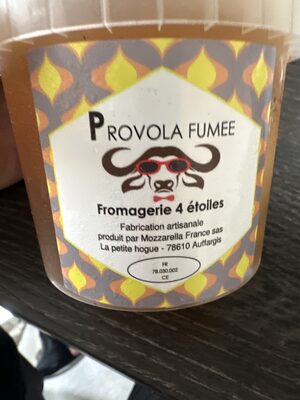 PROVOLA FUMEE
Fromagerie 4 étoiles
Fabrication artisanale
produit par Mozzarella France sas
La petite hogue - 78610 Auffargis
FR
78.030.002
CE